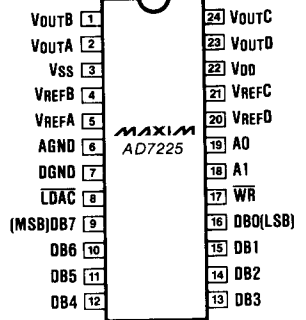 VOUTB 1
VOUTA 2
VSS 3
VREFB 4
VREFA 5
AGND 6
DGND 7
LDAC 8
(MSB)DB7 9
DB6 10
DB5 11
DB4 12
MAXIM
AD7225
24 VOUTC
23 VOUTD
22 VDD
21 VREFC
20 VREFD
19 A0
18 A1
17 WR
16 DB0(LSB)
15 DB1
14 DB2
13 DB3